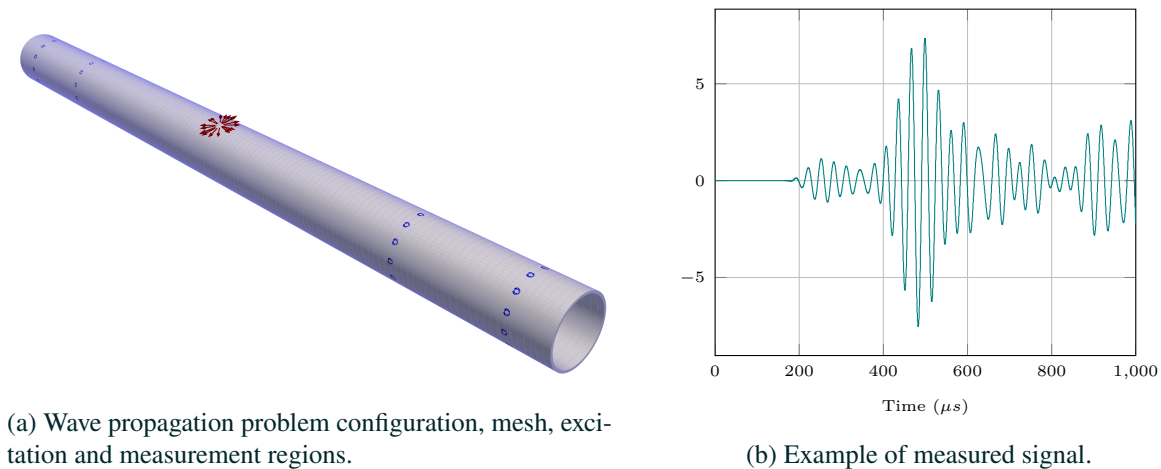 5
0
−5
0
200
400
600
800
1,000
Time (μs)
(a) Wave propagation problem configuration, mesh, exci-
tation and measurement regions.
(b) Example of measured signal.